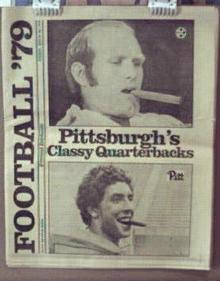 FOOTBALL '79
Pittsburgh's
Classy Quarterbacks
Pitt